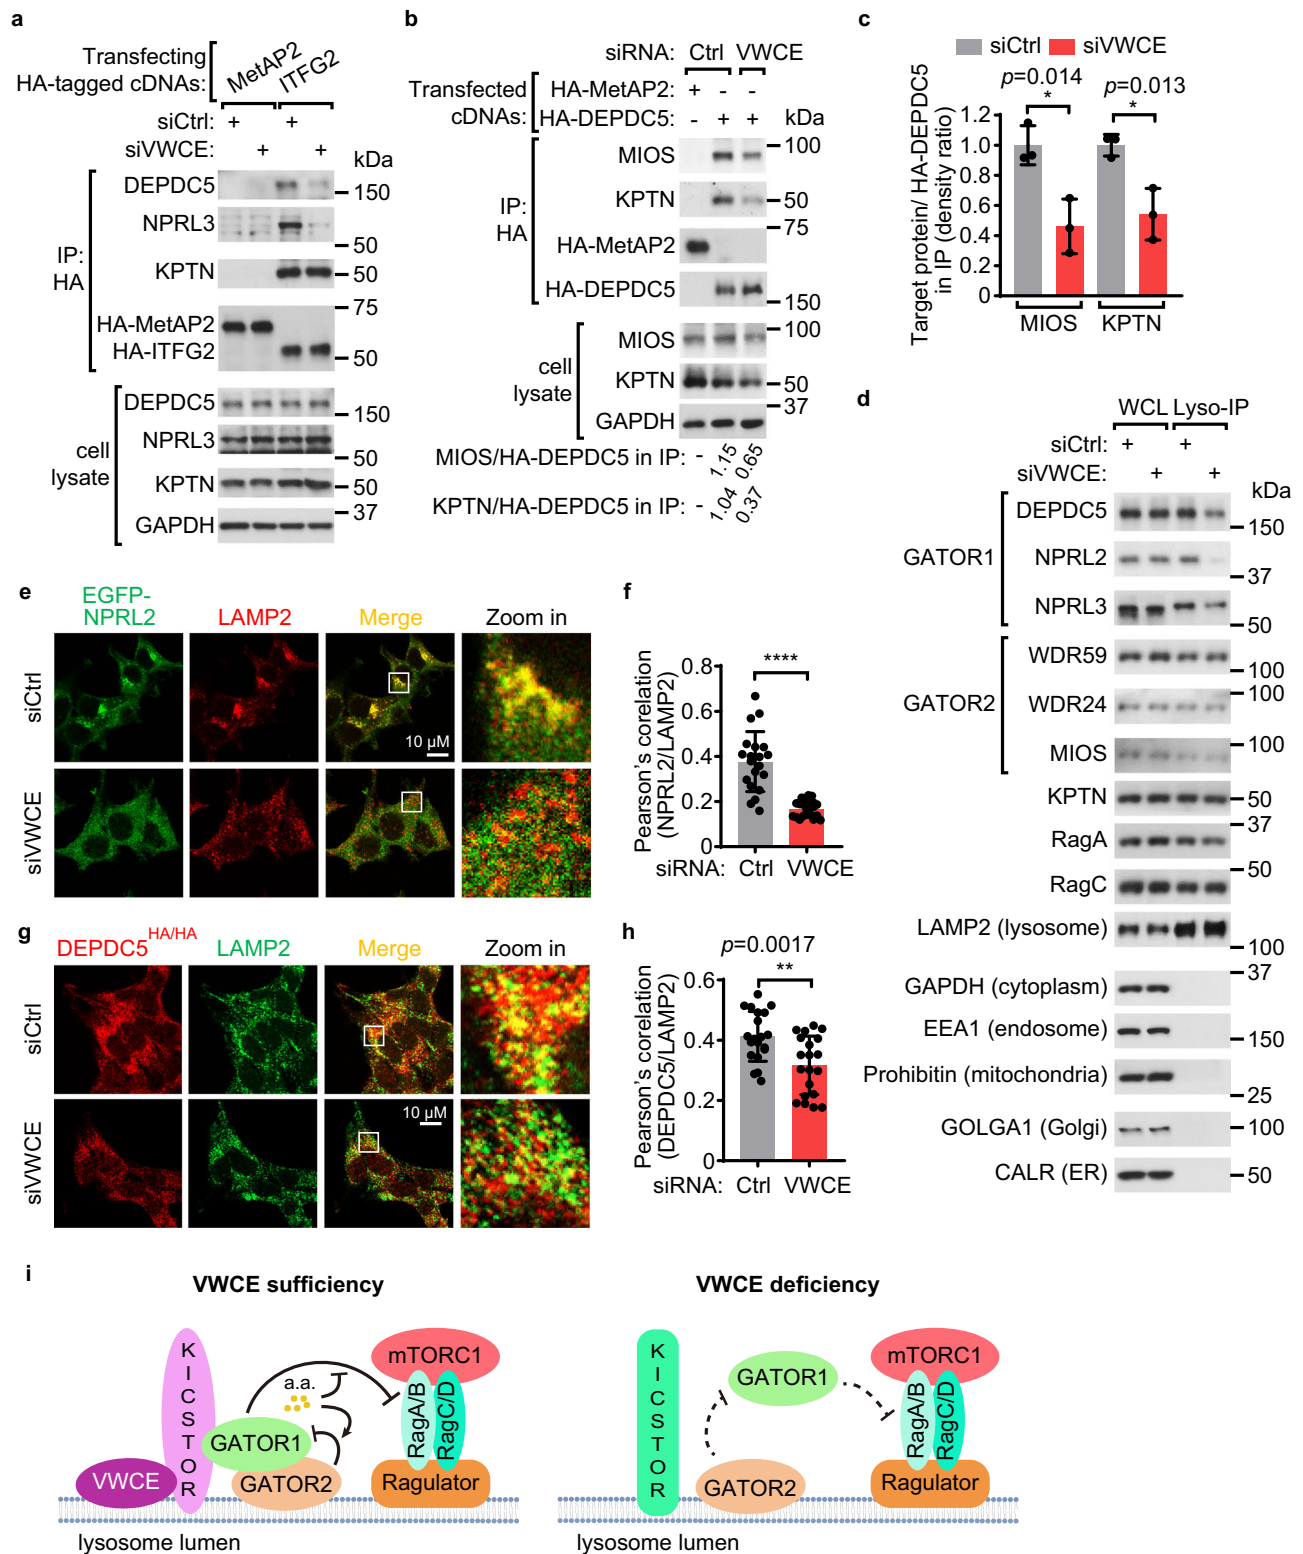 a
Transfecting
HA-tagged cDNAs:
MetAP2
ITFG2
siCtrl: + +
siVWCE: + +
kDa
IP:
HA
DEPDC5
150
NPRL3
50
KPTN
50
75
HA-MetAP2
HA-ITFG2
50
cell
lysate
DEPDC5
150
NPRL3
50
KPTN
50
37
GAPDH
b
siRNA: Ctrl VWCE
Transfected
cDNAs:
HA-MetAP2: + - -
HA-DEPDC5: - + +
kDa
IP:
HA
MIOS
100
KPTN
50
75
HA-MetAP2
HA-DEPDC5
150
cell
lysate
MIOS
100
KPTN
50
37
GAPDH
MIOS/HA-DEPDC5 in IP: - 1.15 0.65
KPTN/HA-DEPDC5 in IP: - 1.04 0.37
c
siCtrl siVWCE
p=0.014
p=0.013
* *
Target protein/ HA-DEPDC5
in IP (density ratio)
1.2
1.0
0.8
0.6
0.4
0.2
0
MIOS KPTN
d
WCL Lyso-IP
siCtrl: + +
siVWCE: + +
kDa
GATOR1
DEPDC5
150
NPRL2
37
NPRL3
50
GATOR2
WDR59
100
100
WDR24
MIOS
100
KPTN
50
37
RagA
50
RagC
LAMP2 (lysosome)
100
37
GAPDH (cytoplasm)
EEA1 (endosome)
150
Prohibitin (mitochondria)
25
GOLGA1 (Golgi)
100
CALR (ER)
50
e
EGFP-
NPRL2
LAMP2
Merge
Zoom in
siCtrl
10 µM
siVWCE
f
Pearson's corelation
(NPRL2/LAMP2)
0.8
0.6
0.4
0.2
0
****
siRNA: Ctrl VWCE
g
DEPDC5HA/HA
LAMP2
Merge
Zoom in
siCtrl
siVWCE
10 µM
h
p=0.0017
**
Pearson's corelation
(DEPDC5/LAMP2)
0.6
0.4
0.2
0
siRNA: Ctrl VWCE
i
VWCE sufficiency
KICSTOR
a.a.
mTORC1
RagA/B
RagC/D
GATOR1
VWCE
GATOR2
Ragulator
lysosome lumen
VWCE deficiency
KICSTOR
GATOR1
mTORC1
RagA/B
RagC/D
GATOR2
Ragulator
lysosome lumen